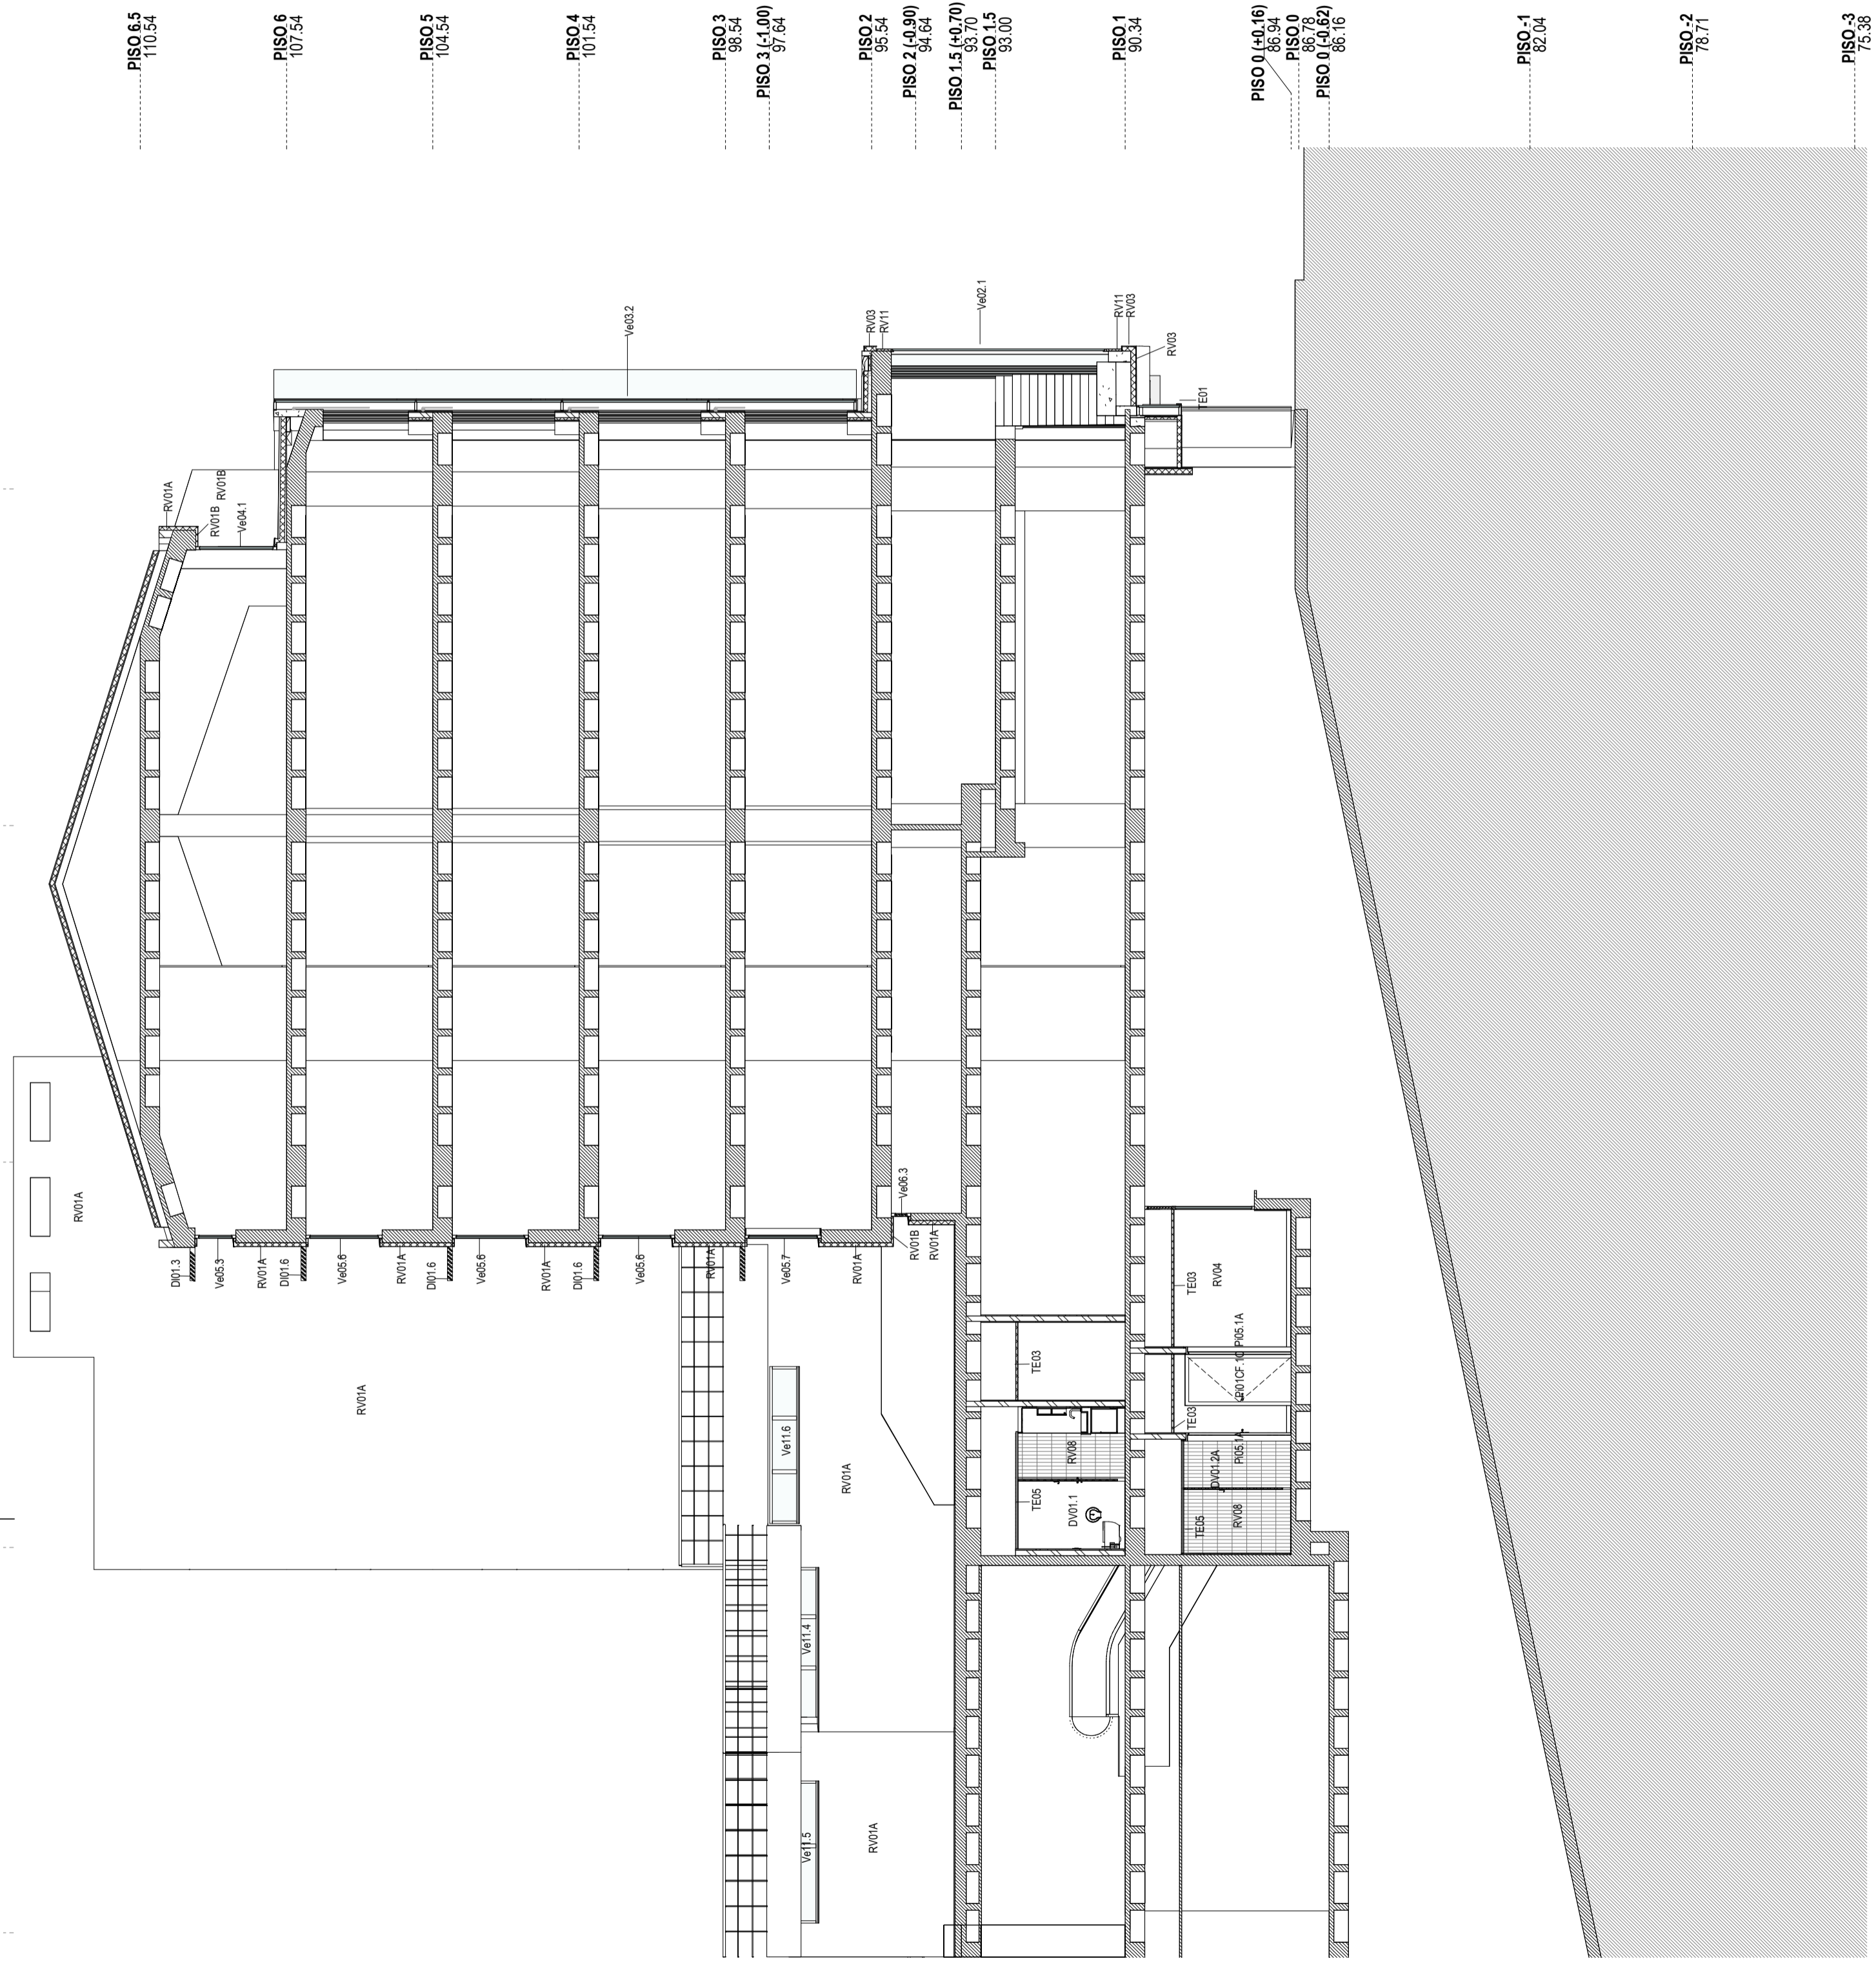 PISO 6.5
110.54
PISO 6
107.54
PISO 5
104.54
PISO 4
101.54
PISO 3
98.54
PISO 3 (-1.00)
97.64
PISO 2
95.54
PISO 2 (-0.90)
94.64
PISO 1.5 (+0.70)
93.70
PISO 1.5
93.00
PISO 1
90.34
PISO 0 (+0.16)
86.94
PISO 0
86.78
PISO 0 (-0.62)
86.16
PISO -1
82.04
PISO -2
78.71
PISO -3
75.38
Ve03.2
RV03
RV11
Ve02.1
RV11
RV03
RV03
TE01
RV01A
RV01B
RV01B
Ve04.1
RV01A
DI01.3
Ve05.3
RV01A
DI01.6
Ve05.6
RV01A
DI01.6
Ve05.6
RV01A
DI01.6
Ve05.6
RV01A
Ve05.7
RV01A
Ve06.3
RV01B
RV01A
RV01A
Ve11.6
RV01A
Ve11.4
Ve11.5
RV01A
TE03
RV08
TE05
DV01.1
TE03
RV04
Pi05.1A
Pi01CF.1C
TE03
Pi05.1A
DV01.2A
TE05
RV08